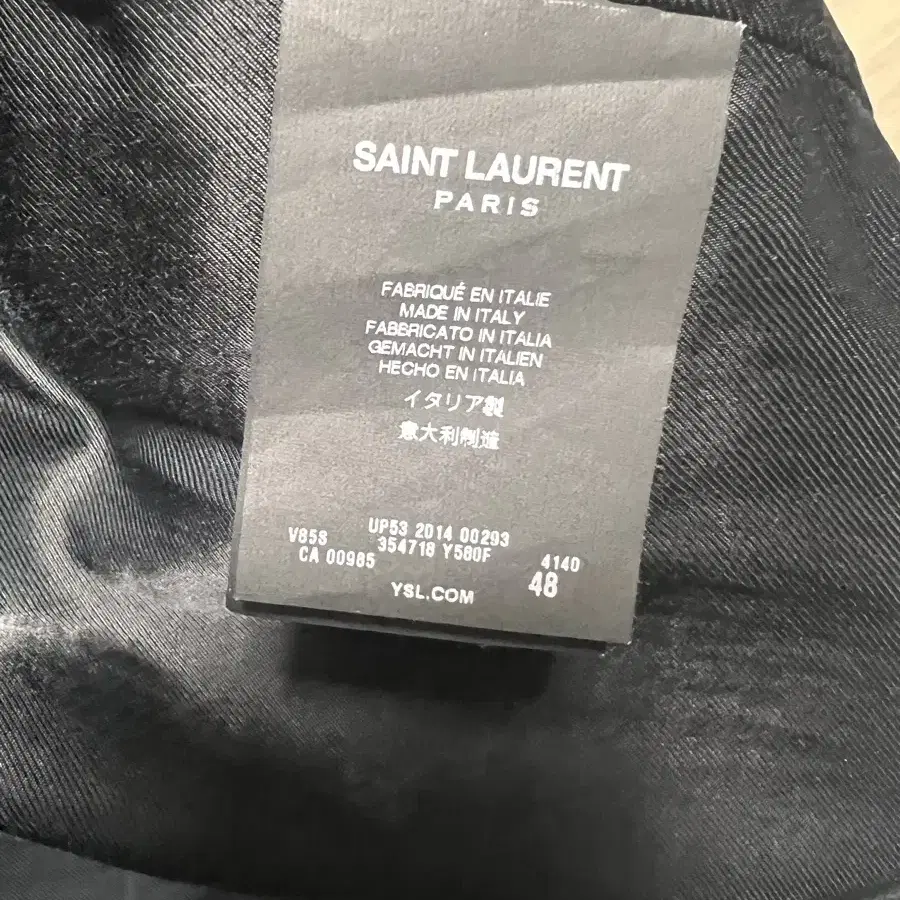 SAINT LAURENT
PARIS
FABRIQUÉ EN ITALIE
MADE IN ITALY
FABBRICATO IN ITALIA
GEMACHT IN ITALIEN
HECHO EN ITALIA
イタリア製
意大利制造
UP53 2014 00293
V858 354718 Y580F 4140
CA 00985 48
YSL.COM